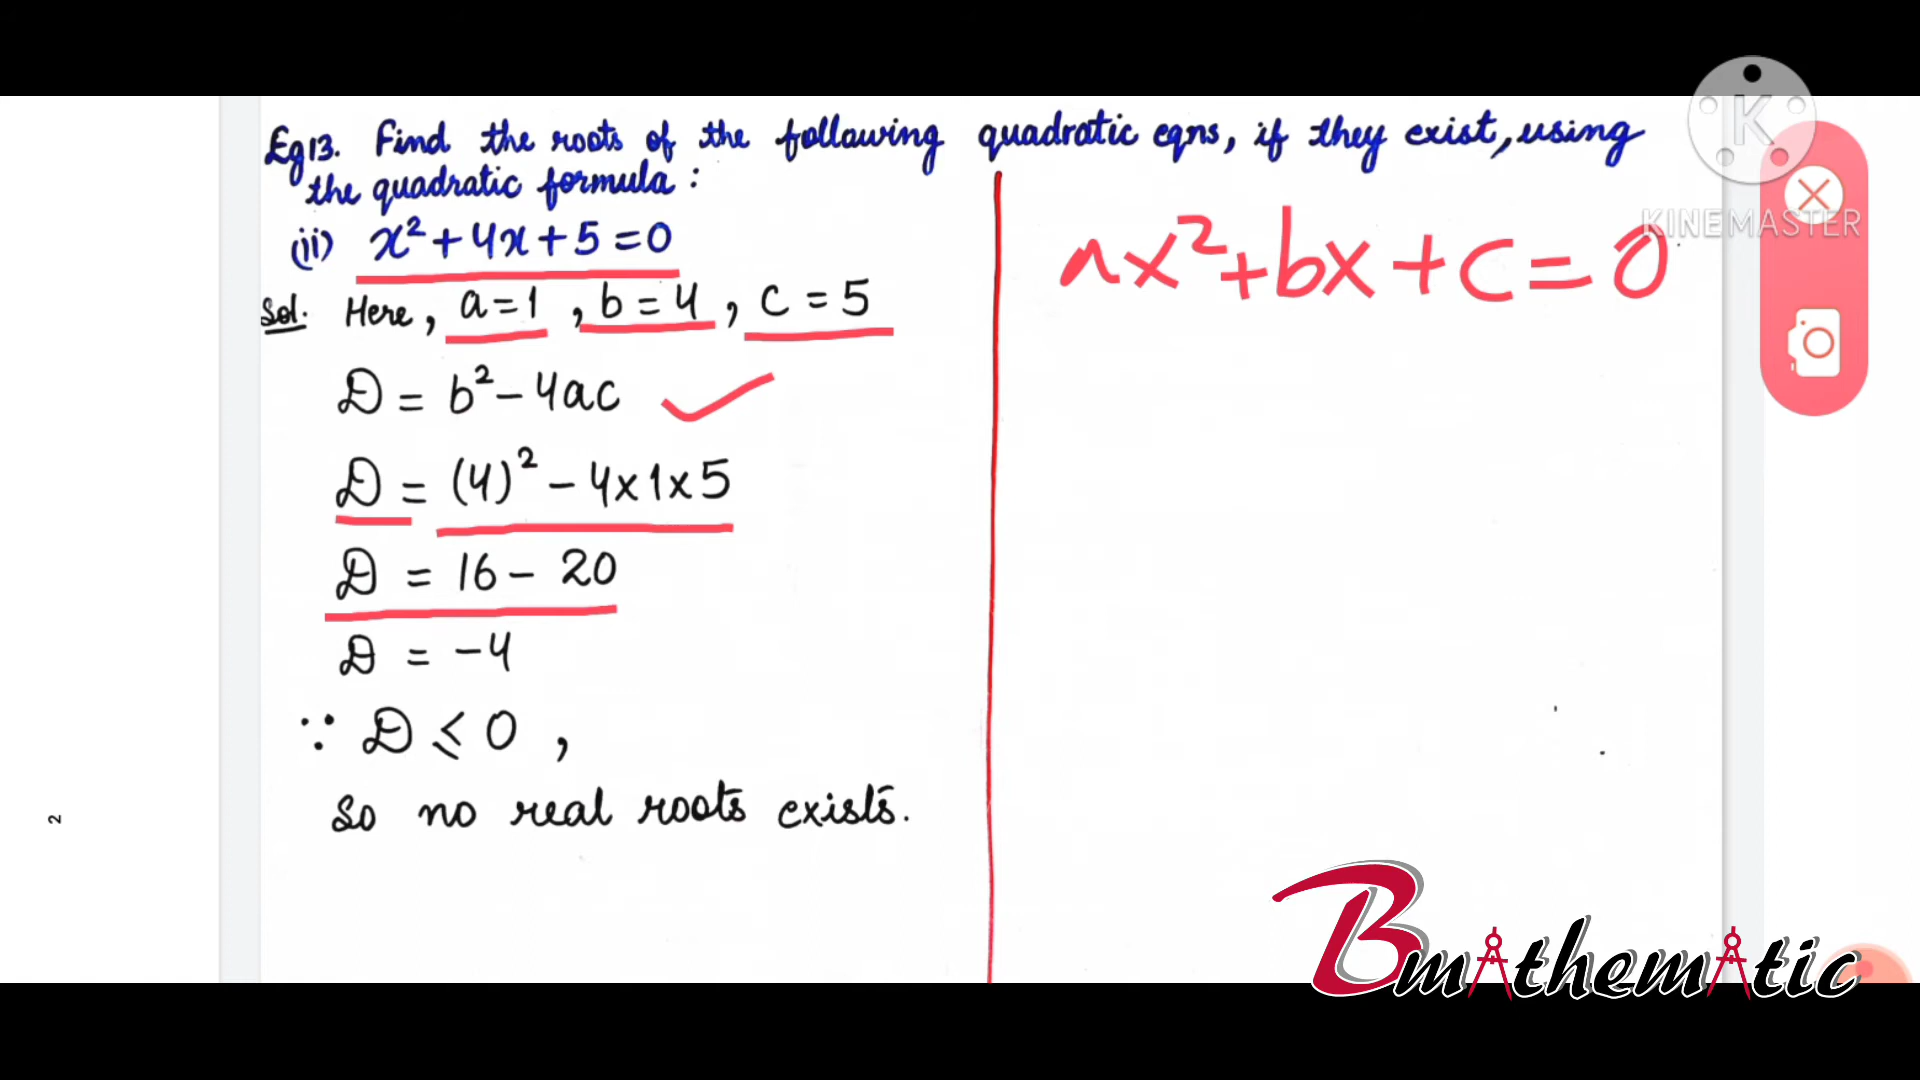 Eg13. Find the roots of the following quadratic eqns, if they exist, using
the quadratic formula :
(ii) x²+4x+5=0
Sol. Here, a=1, b=4, c=5
D = b²-4ac
D = (4)²-4x1x5
D = 16-20
D = -4
∵ D ⩽ 0,
So no real roots exists.
ax²+bx+c=0
K
KINEMASTER
2
Bmathematic